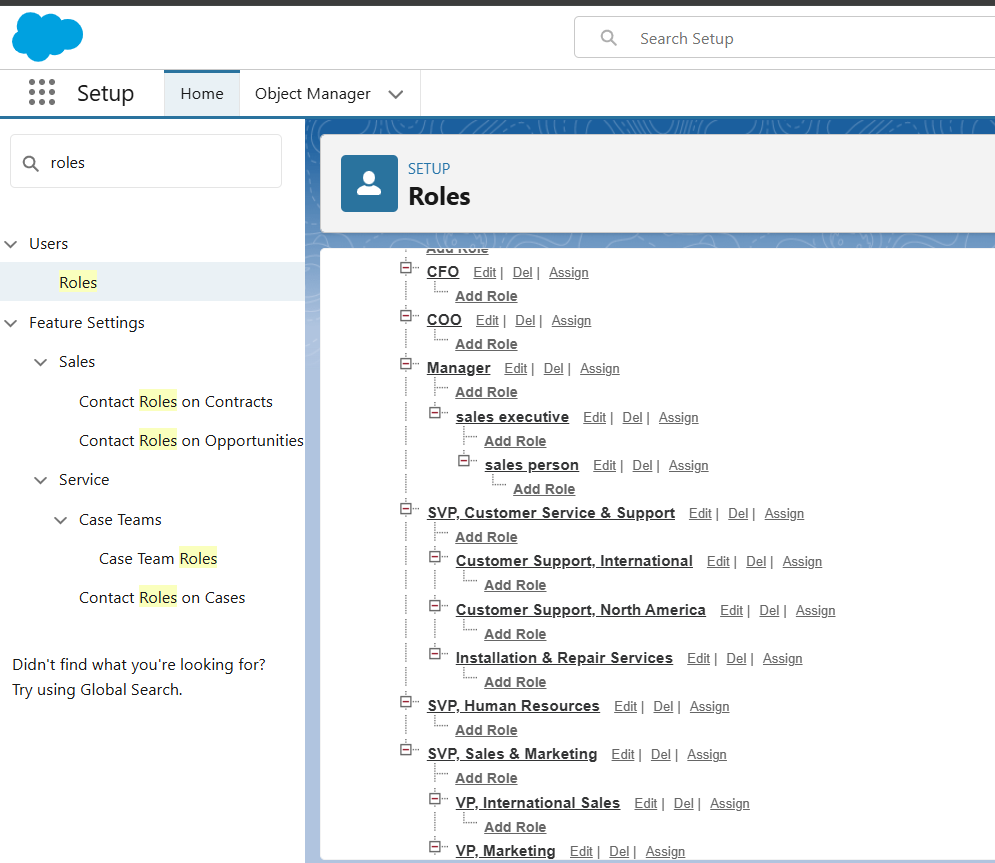 Search Setup
Setup
Home
Object Manager
roles
Users
Roles
Feature Settings
Sales
Contact Roles on Contracts
Contact Roles on Opportunities
Service
Case Teams
Case Team Roles
Contact Roles on Cases
Didn't find what you're looking for?
Try using Global Search.
SETUP
Roles
Add Role
CFO Edit | Del | Assign
Add Role
COO Edit | Del | Assign
Add Role
Manager Edit | Del | Assign
Add Role
sales executive Edit | Del | Assign
Add Role
sales person Edit | Del | Assign
Add Role
SVP, Customer Service & Support Edit | Del | Assign
Add Role
Customer Support, International Edit | Del | Assign
Add Role
Customer Support, North America Edit | Del | Assign
Add Role
Installation & Repair Services Edit | Del | Assign
Add Role
SVP, Human Resources Edit | Del | Assign
Add Role
SVP, Sales & Marketing Edit | Del | Assign
Add Role
VP, International Sales Edit | Del | Assign
Add Role
VP, Marketing Edit | Del | Assign